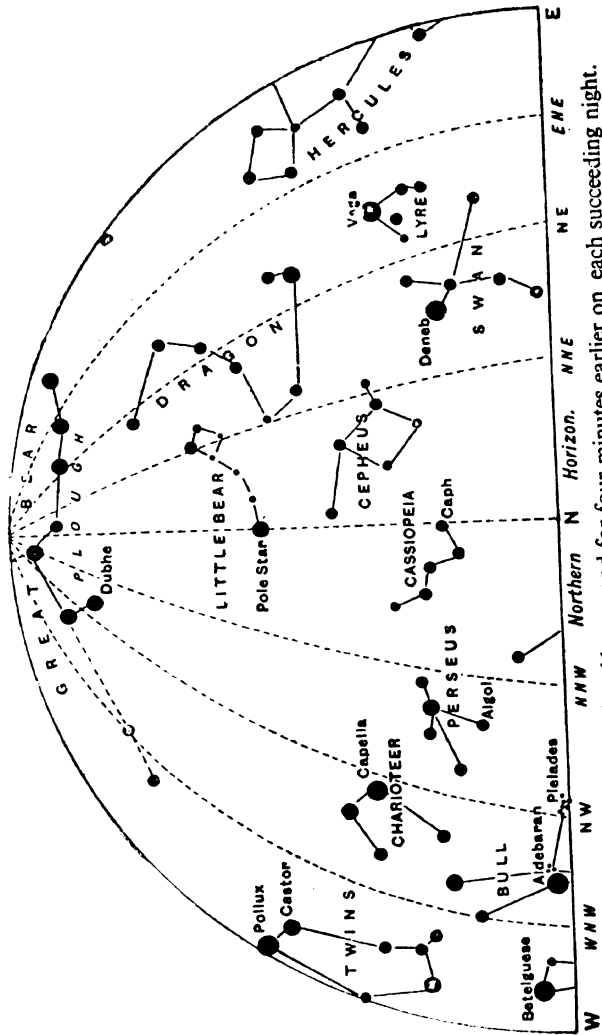 GREAT BEAR
PLOUGH
Dubhe
HERCULES
DRAGON
LITTLE BEAR
Pole Star
Pollux
Castor
TWINS
Vega
LYRE
Capella
CHARIOTEER
CASSIOPEIA
Caph
CEPHEUS
Deneb
SWAN
PERSEUS
Algol
BULL
Aldebaran
Pleiades
Betelguese
W WNW NW NNW Northern N Horizon. NNE NE ENE E
for four minutes earlier on each succeeding night.